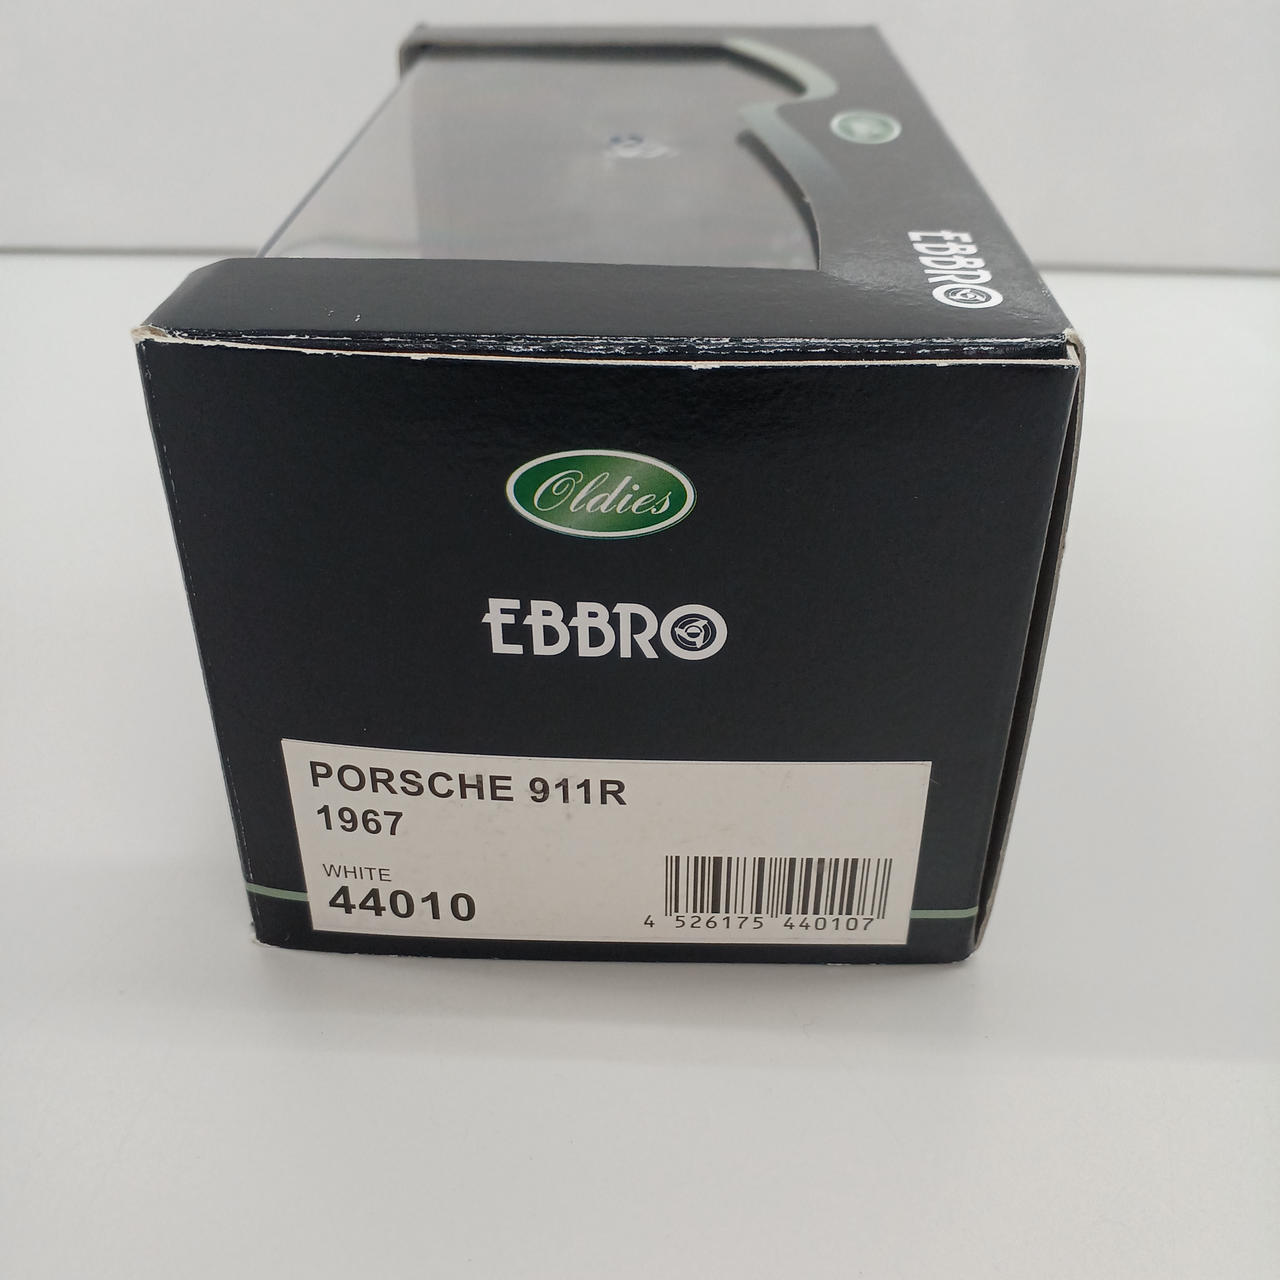 EBBRO
Oldies
EBBRO
PORSCHE 911R
1967
WHITE
44010
4 526175 440107